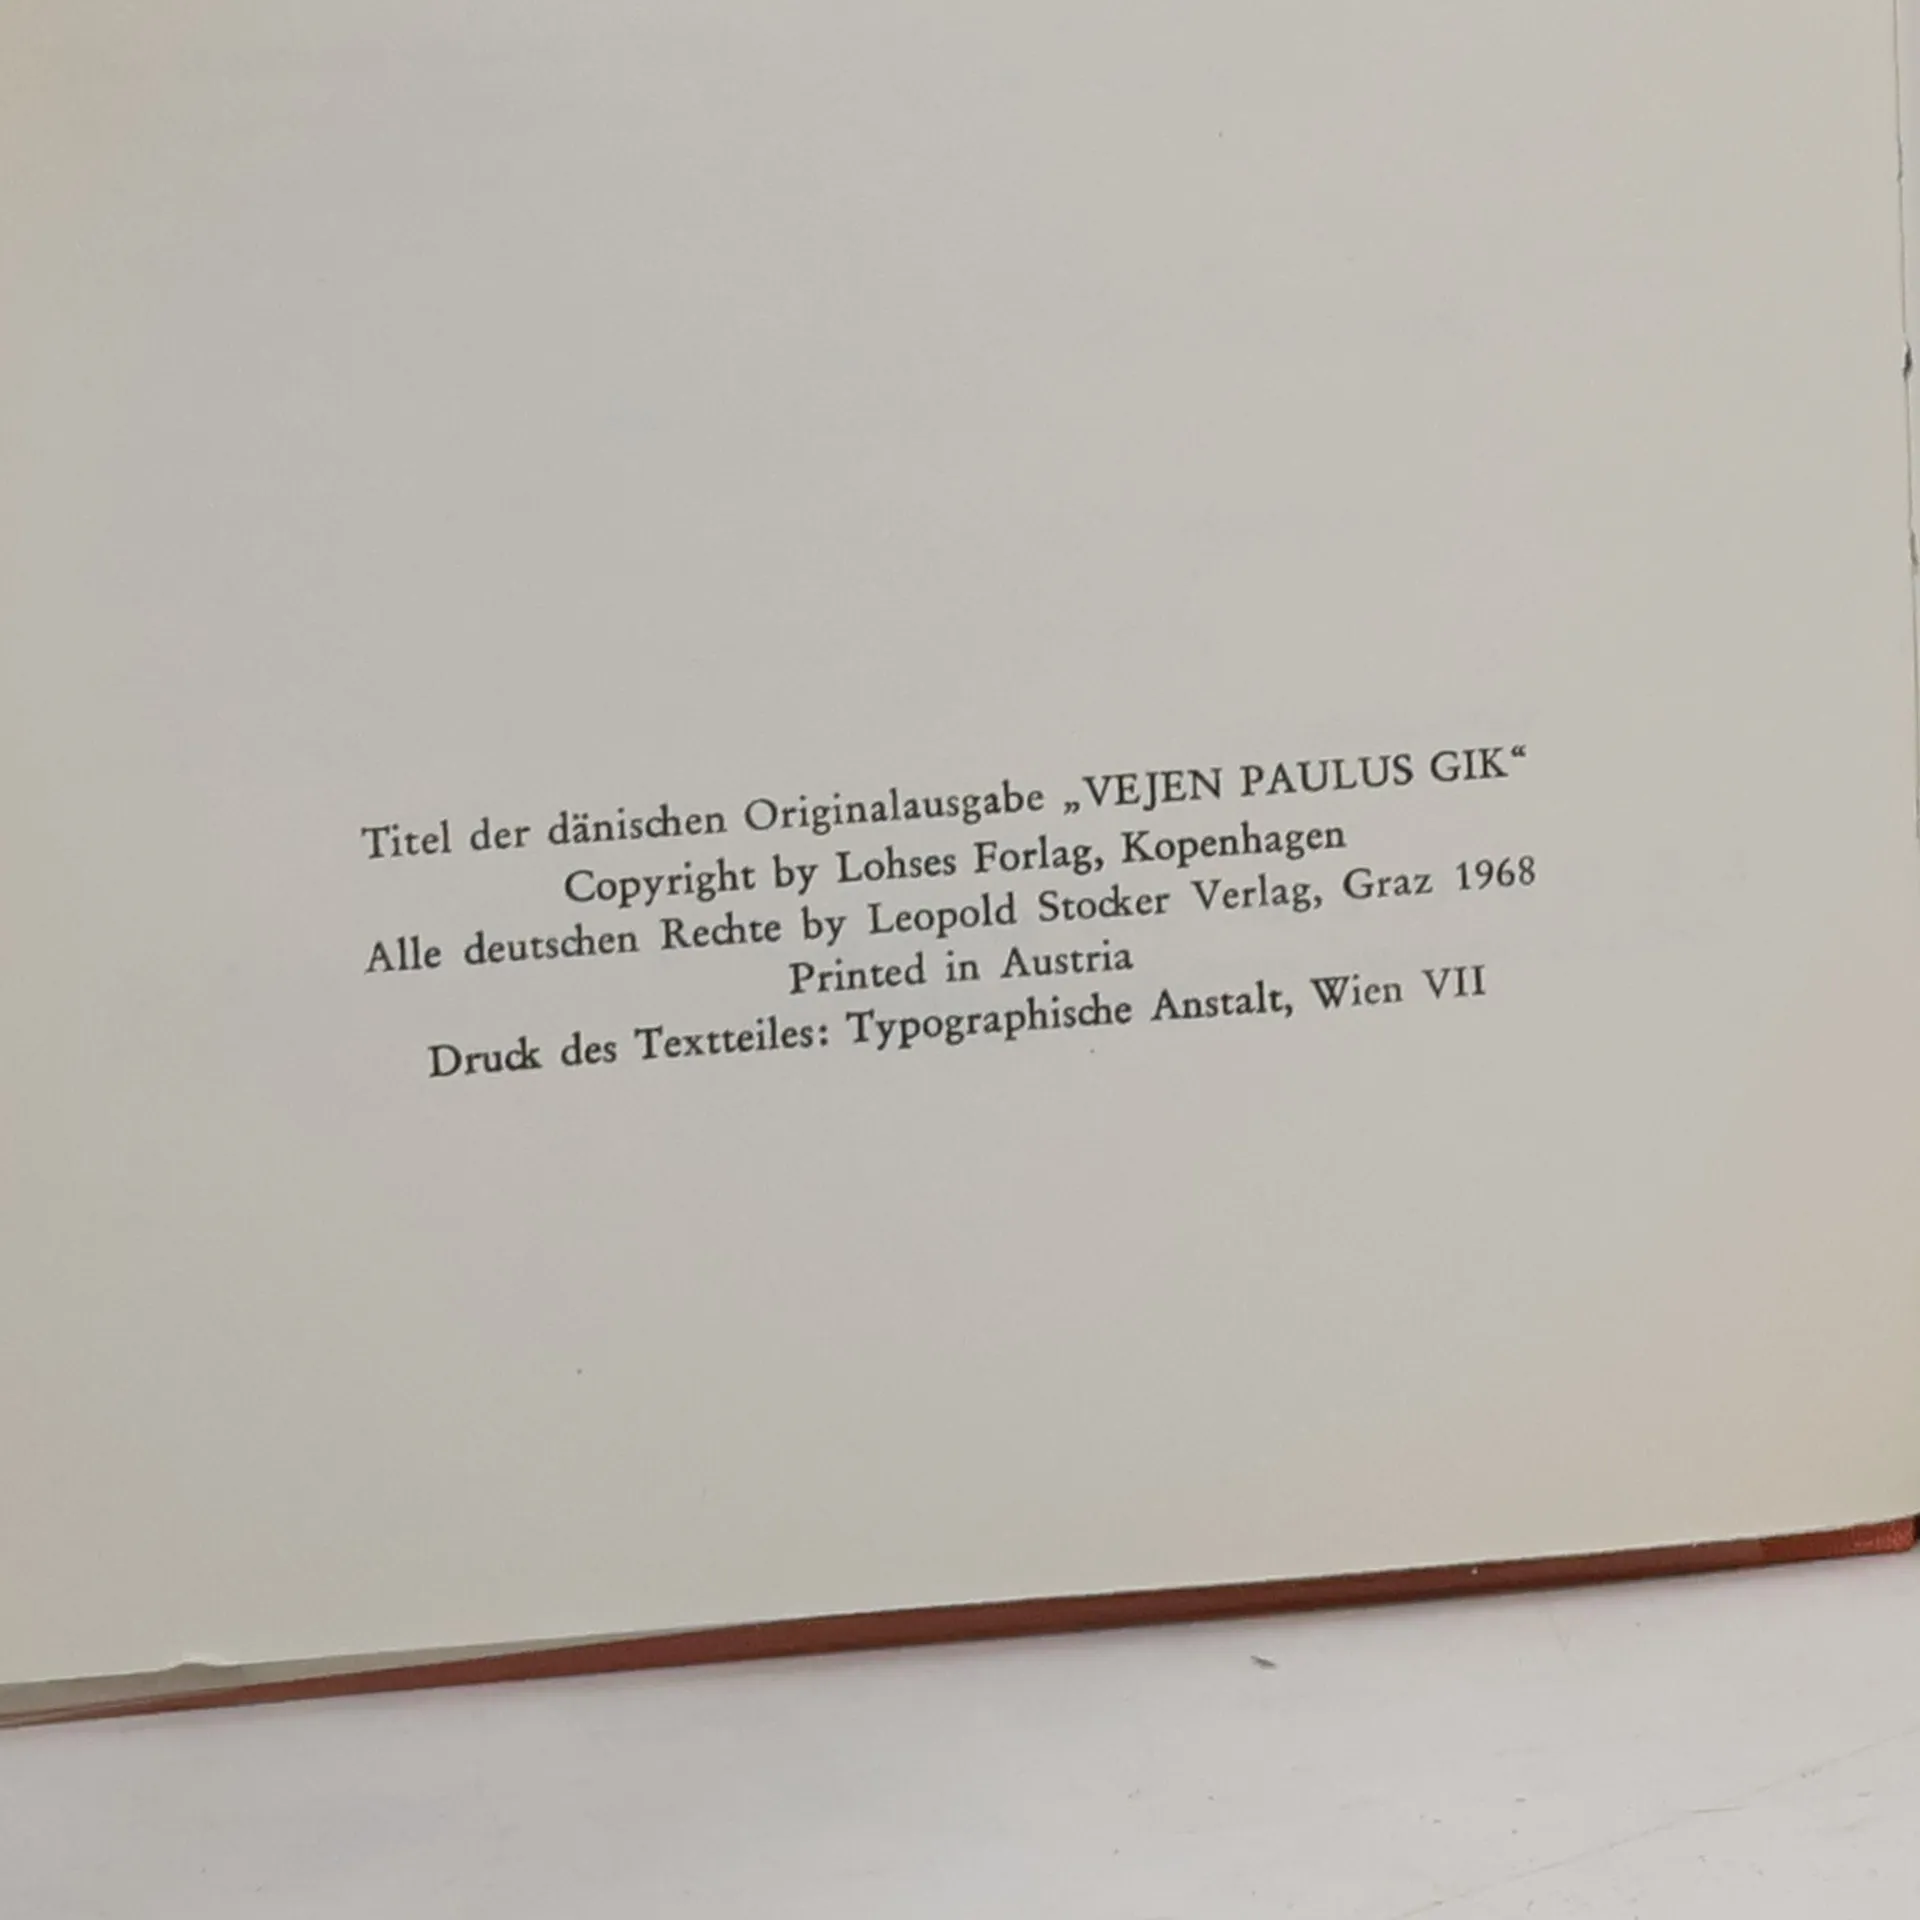 Titel der dänischen Originalausgabe „VEJEN PAULUS GIK“
Copyright by Lohses Forlag, Kopenhagen
Alle deutschen Rechte by Leopold Stocker Verlag, Graz 1968
Printed in Austria
Druck des Textteiles: Typographische Anstalt, Wien VII